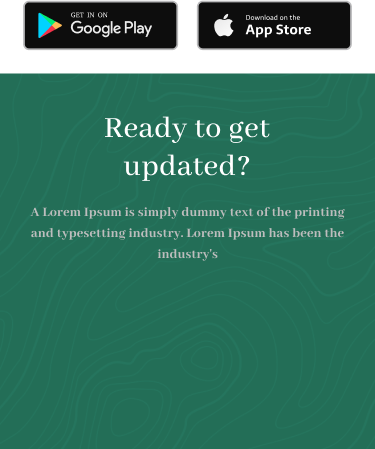 GET IN ON
Google Play
Download on the
App Store
Ready to get
updated?
A Lorem Ipsum is simply dummy text of the printing
and typesetting industry. Lorem Ipsum has been the
industry's